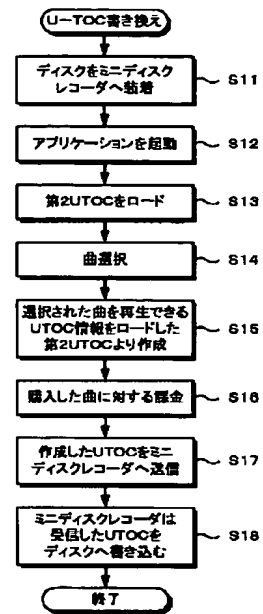 U-TOC書き換え
ディスクをミニディスク
レコーダへ装着
S11
アプリケーションを起動
S12
第2UTOCをロード
S13
曲選択
S14
選択された曲を再生できる
UTOC情報をロードした
第2UTOCより作成
S15
購入した曲に対する課金
S16
作成したUTOCをミニ
ディスクレコーダへ送信
S17
ミニディスクレコーダは
受信したUTOCを
ディスクへ書き込む
S18
終了